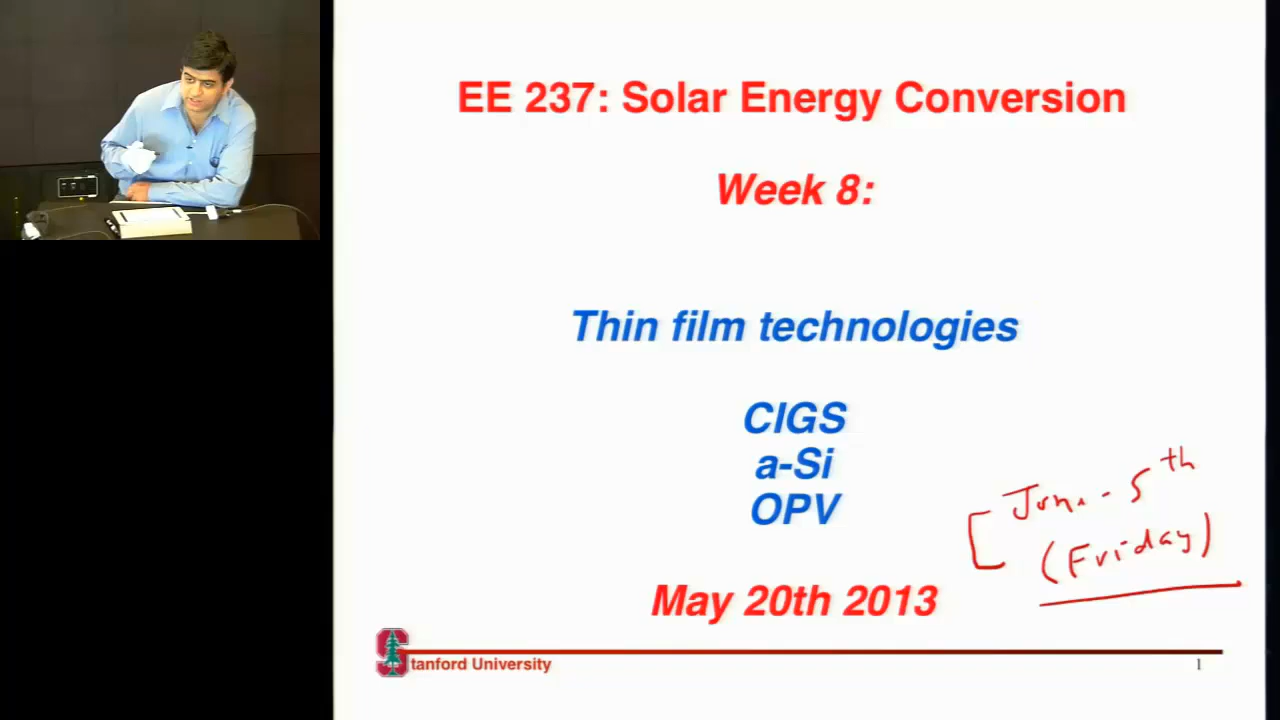 EE 237: Solar Energy Conversion
Week 8:
Thin film technologies
CIGS
a-Si
OPV
June - 5th
(Friday)
May 20th 2013
Stanford University
1